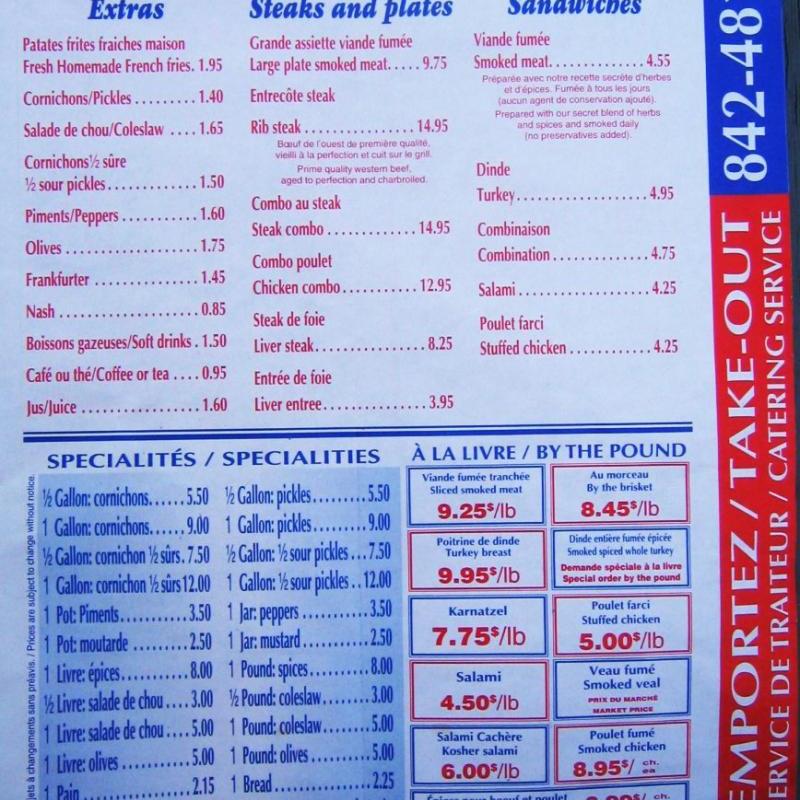 Extras
Patates frites fraiches maison
Fresh Homemade French fries. 1.95
Cornichons/Pickles ......... 1.40
Salade de chou/Coleslaw .... 1.65
Cornichons½ sûre
½ sour pickles............ 1.50
Piments/Peppers ............ 1.60
Olives ................... 1.75
Frankfurter ............... 1.45
Nash .................... 0.85
Boissons gazeuses/Soft drinks . 1.50
Café ou thé/Coffee or tea .... 0.95
Jus/Juice ................. 1.60
Steaks and plates
Grande assiette viande fumée
Large plate smoked meat..... 9.75
Entrecôte steak
Rib steak ................ 14.95
Bœuf de l'ouest de première qualité,
vieilli à la perfection et cuit sur le gril.
Prime quality western beef,
aged to perfection and charbroiled.
Combo au steak
Steak combo ............. 14.95
Combo poulet
Chicken combo............ 12.95
Steak de foie
Liver steak................ 8.25
Entrée de foie
Liver entree............... 3.95
Sandwiches
Viande fumée
Smoked meat............. 4.55
Préparée avec notre recette secrète d'herbes
et d'épices. Fumée à tous les jours
(aucun agent de conservation ajouté).
Prepared with our secret blend of herbs
and spices and smoked daily
(no preservatives added).
Dinde
Turkey................... 4.95
Combinaison
Combination .............. 4.75
Salami ................... 4.25
Poulet farci
Stuffed chicken ............ 4.25
SPECIALITÉS / SPECIALITIES
½ Gallon: cornichons...... 5.50
1 Gallon: cornichons...... 9.00
½ Gallon: cornichon ½ sûrs. 7.50
1 Gallon: cornichon ½ sûrs 12.00
1 Pot: Piments............ 3.50
1 Pot: moutarde .......... 2.50
1 Livre: épices............ 8.00
½ Livre: salade de chou .... 3.00
1 Livre: salade de chou .... 5.00
1 Livre: olives ............ 5.00
1 Pain ................. 2.15
½ Gallon: pickles.......... 5.50
1 Gallon: pickles.......... 9.00
½ Gallon: ½ sour pickles ... 7.50
1 Gallon: ½ sour pickles .. 12.00
1 Jar: peppers ........... 3.50
1 Jar: mustard ........... 2.50
1 Pound: spices........... 8.00
½ Pound: coleslaw......... 3.00
1 Pound: coleslaw......... 5.00
1 Pound: olives ........... 5.00
1 Bread ................. 2.25
À LA LIVRE / BY THE POUND
Viande fumée tranchée
Sliced smoked meat
9.25$/lb
Au morceau
By the brisket
8.45$/lb
Poitrine de dinde
Turkey breast
9.95$/lb
Dinde entière fumée épicée
Smoked spiced whole turkey
Demande spéciale à la livre
Special order by the pound
Karnatzel
7.75$/lb
Poulet farci
Stuffed chicken
5.00$/lb
Salami
4.50$/lb
Veau fumé
Smoked veal
PRIX DU MARCHÉ
MARKET PRICE
Salami Cachère
Kosher salami
6.00$/lb
Poulet fumé
Smoked chicken
8.95$/ ch. ea
Épices pour boeuf et poulet
ch.
jets à changements sans préavis. / Prices are subject to change without notice.
842-48
EMPORTEZ / TAKE-OUT
ERVICE DE TRAITEUR / CATERING SERVICE